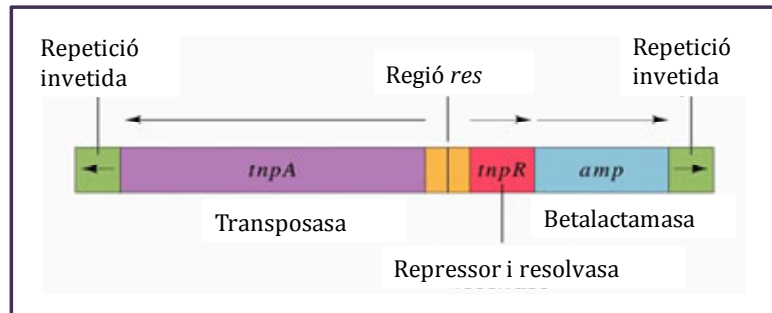 Repetició
invetida
Regió res
Repetició
invetida
tnpA
tnpR
amp
Transposasa
Betalactamasa
Repressor i resolvasa